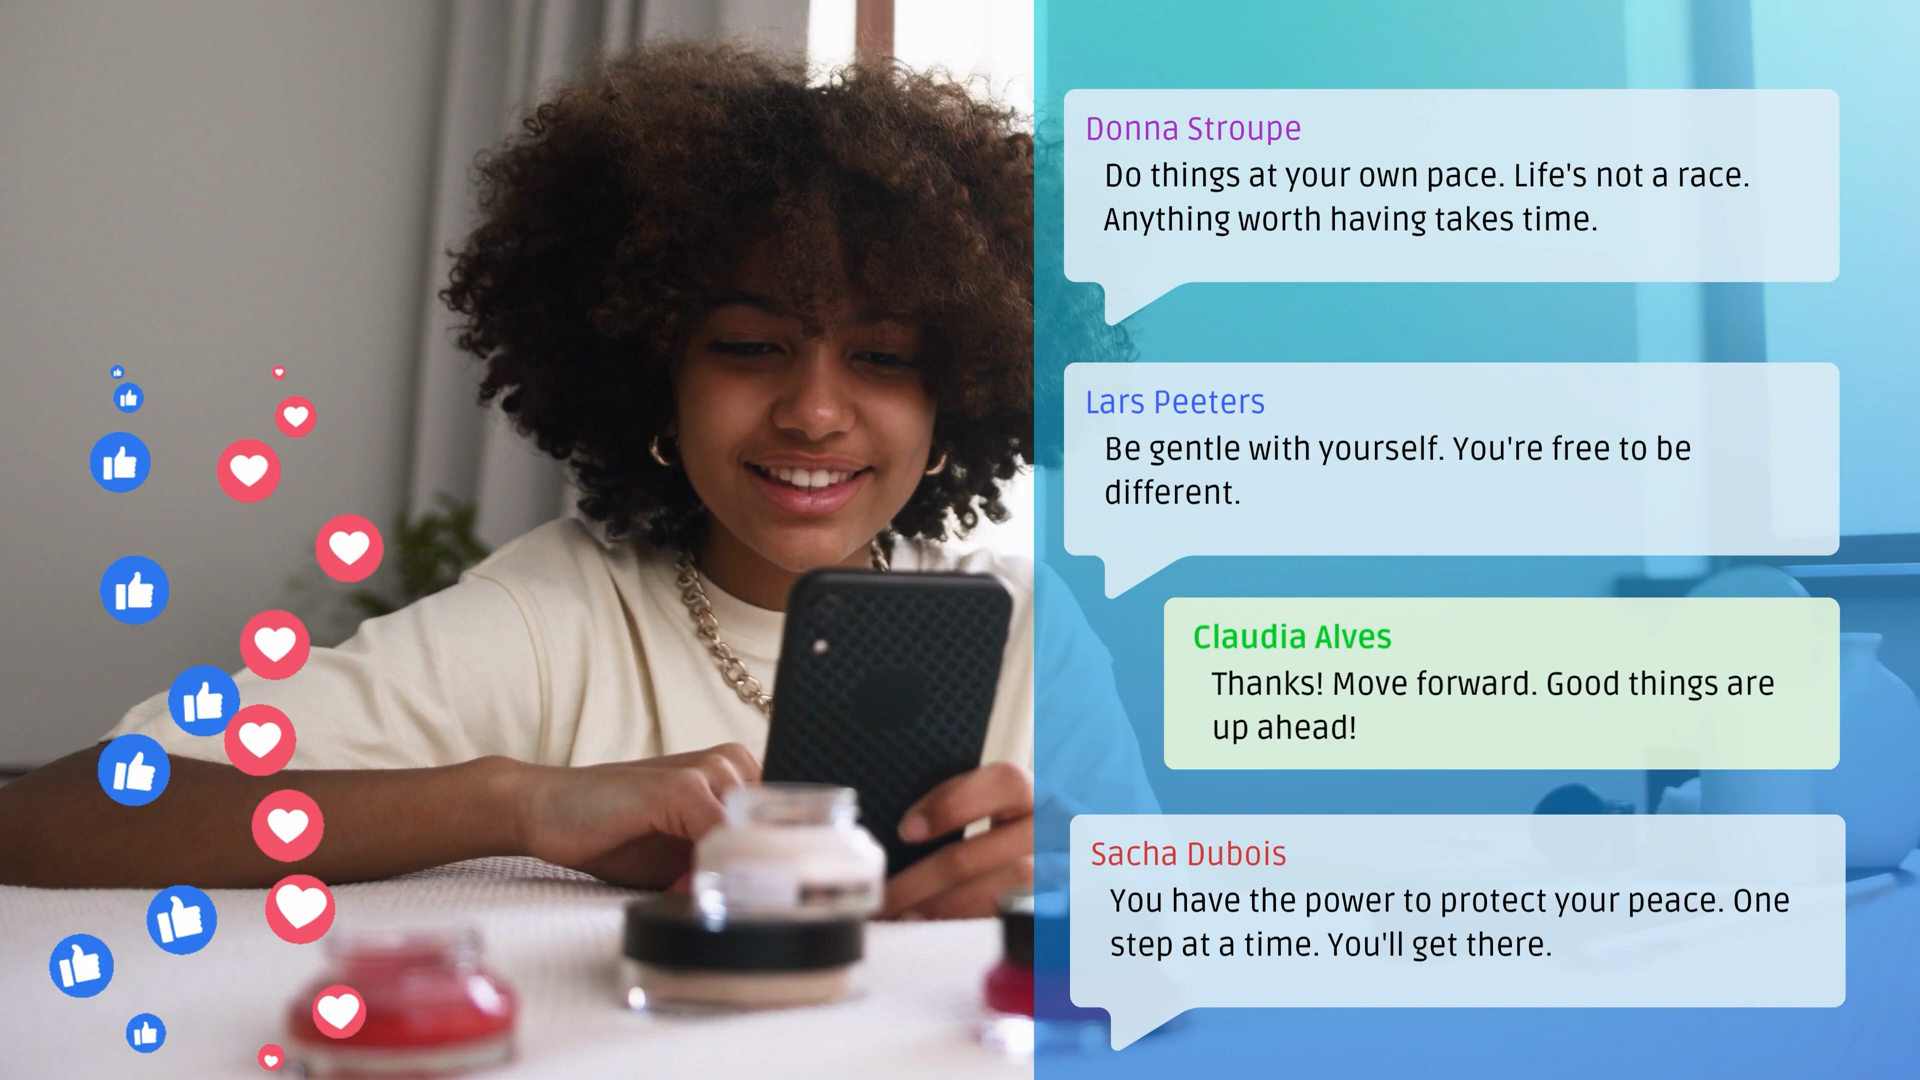 Donna Stroupe
Do things at your own pace. Life's not a race.
Anything worth having takes time.
Lars Peeters
Be gentle with yourself. You're free to be
different.
Claudia Alves
Thanks! Move forward. Good things are
up ahead!
Sacha Dubois
You have the power to protect your peace. One
step at a time. You'll get there.